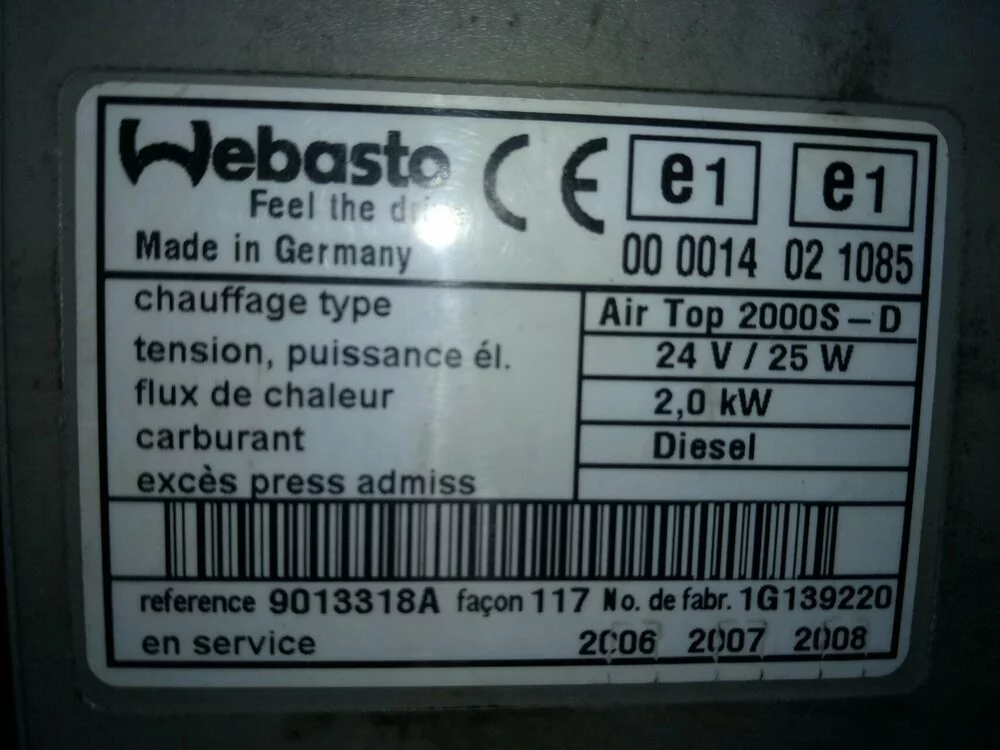 Webasto
Feel the
Made in Germany
CE
e1
00 0014
e1
02 1085
chauffage type Air Top 2000S-D
tension, puissance él. 24 V / 25 W
flux de chaleur 2,0 kW
carburant Diesel
excès press admiss
reference 9013318A façon 117 No. de fabr. 1G139220
en service 2006 2007 2008